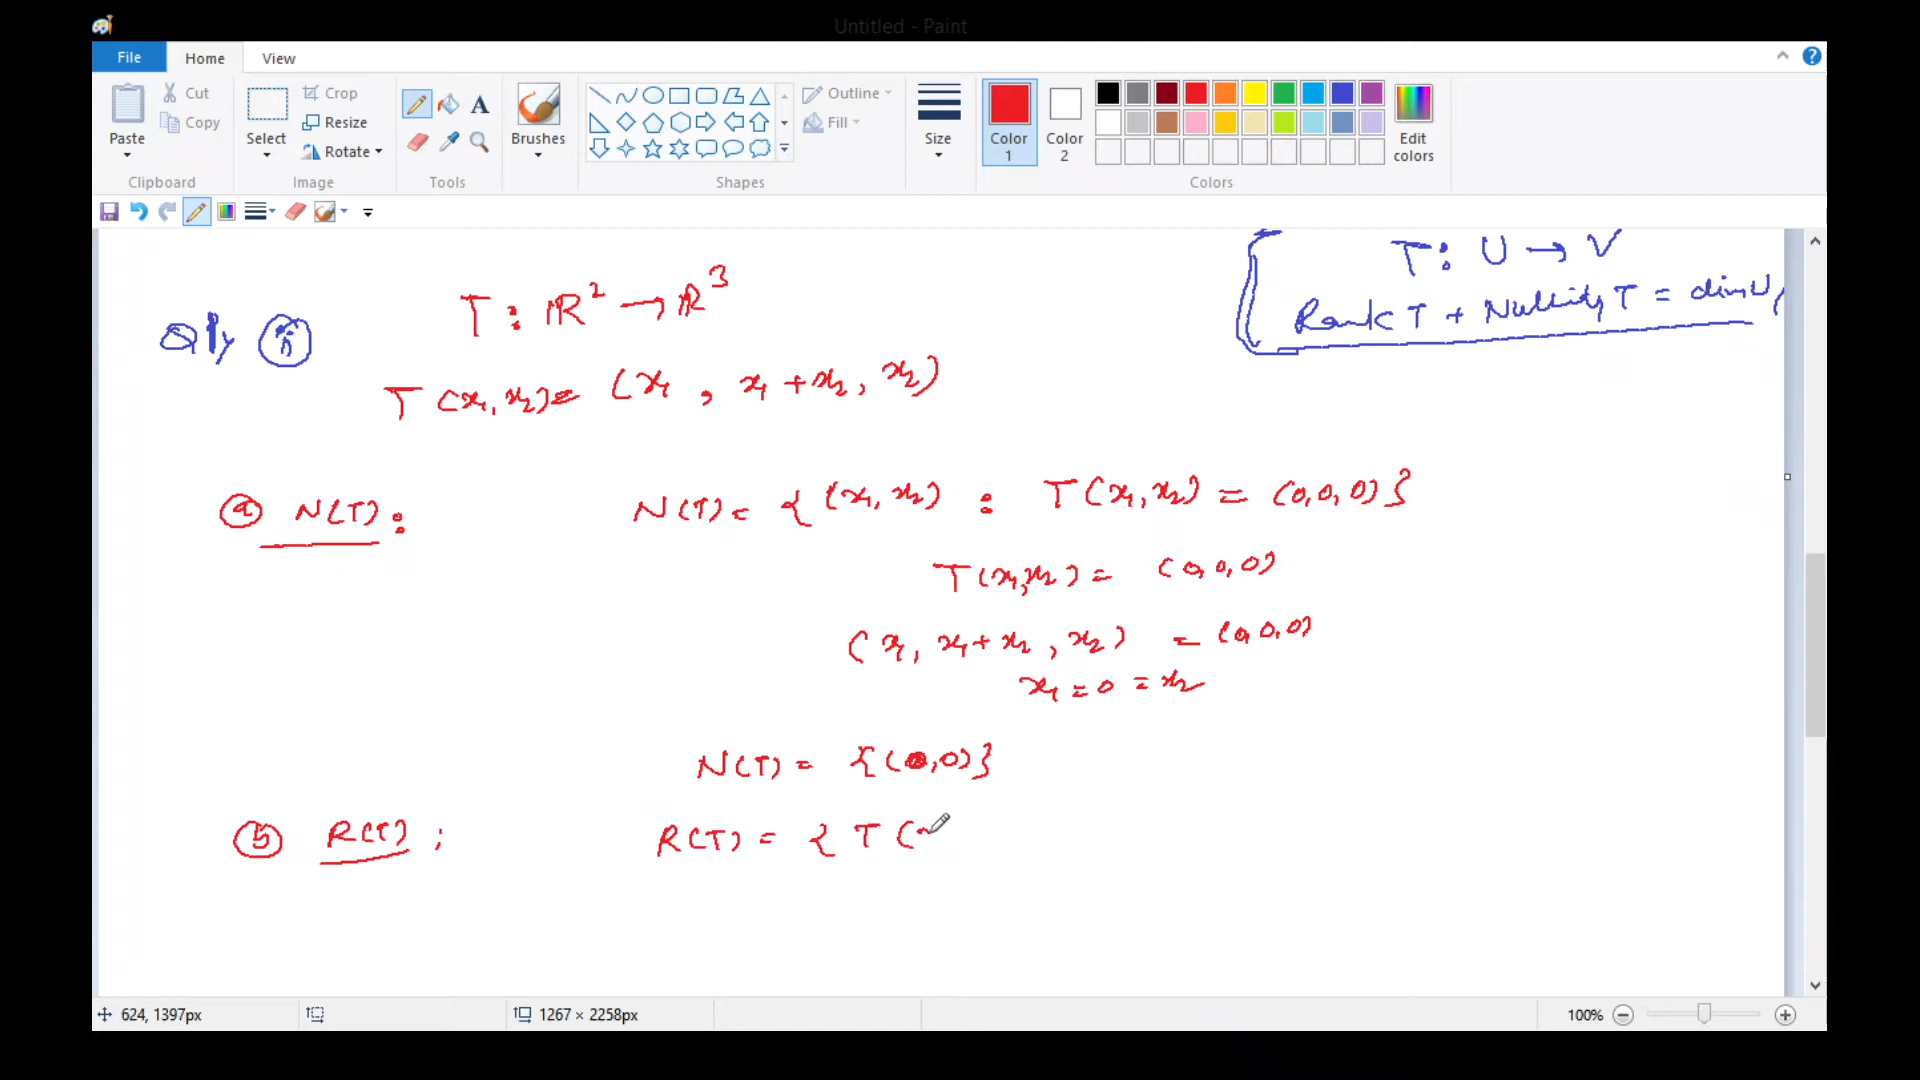 Untitled - Paint
File Home View
Paste
Cut
Copy
Clipboard
Select
Crop
Resize
Rotate
Image
Tools
Brushes
Shapes
Outline
Fill
Size
Color 1
Color 2
Edit colors
Colors
T: U → V
Rank T + Nullity T = dim U
T: ℝ² → ℝ³
T(x₁, x₂) = (x₁, x₁ + x₂, x₂)
ⓐ N(T): N(T) = {(x₁, x₂) : T(x₁, x₂) = (0,0,0)}
T(x₁,x₂) = (0,0,0)
(x₁, x₁+x₂, x₂) = (0,0,0)
x₁ = 0 = x₂
N(T) = {(0,0)}
ⓑ R(T); R(T) = { T (
624, 1397px
1267 × 2258px
100%